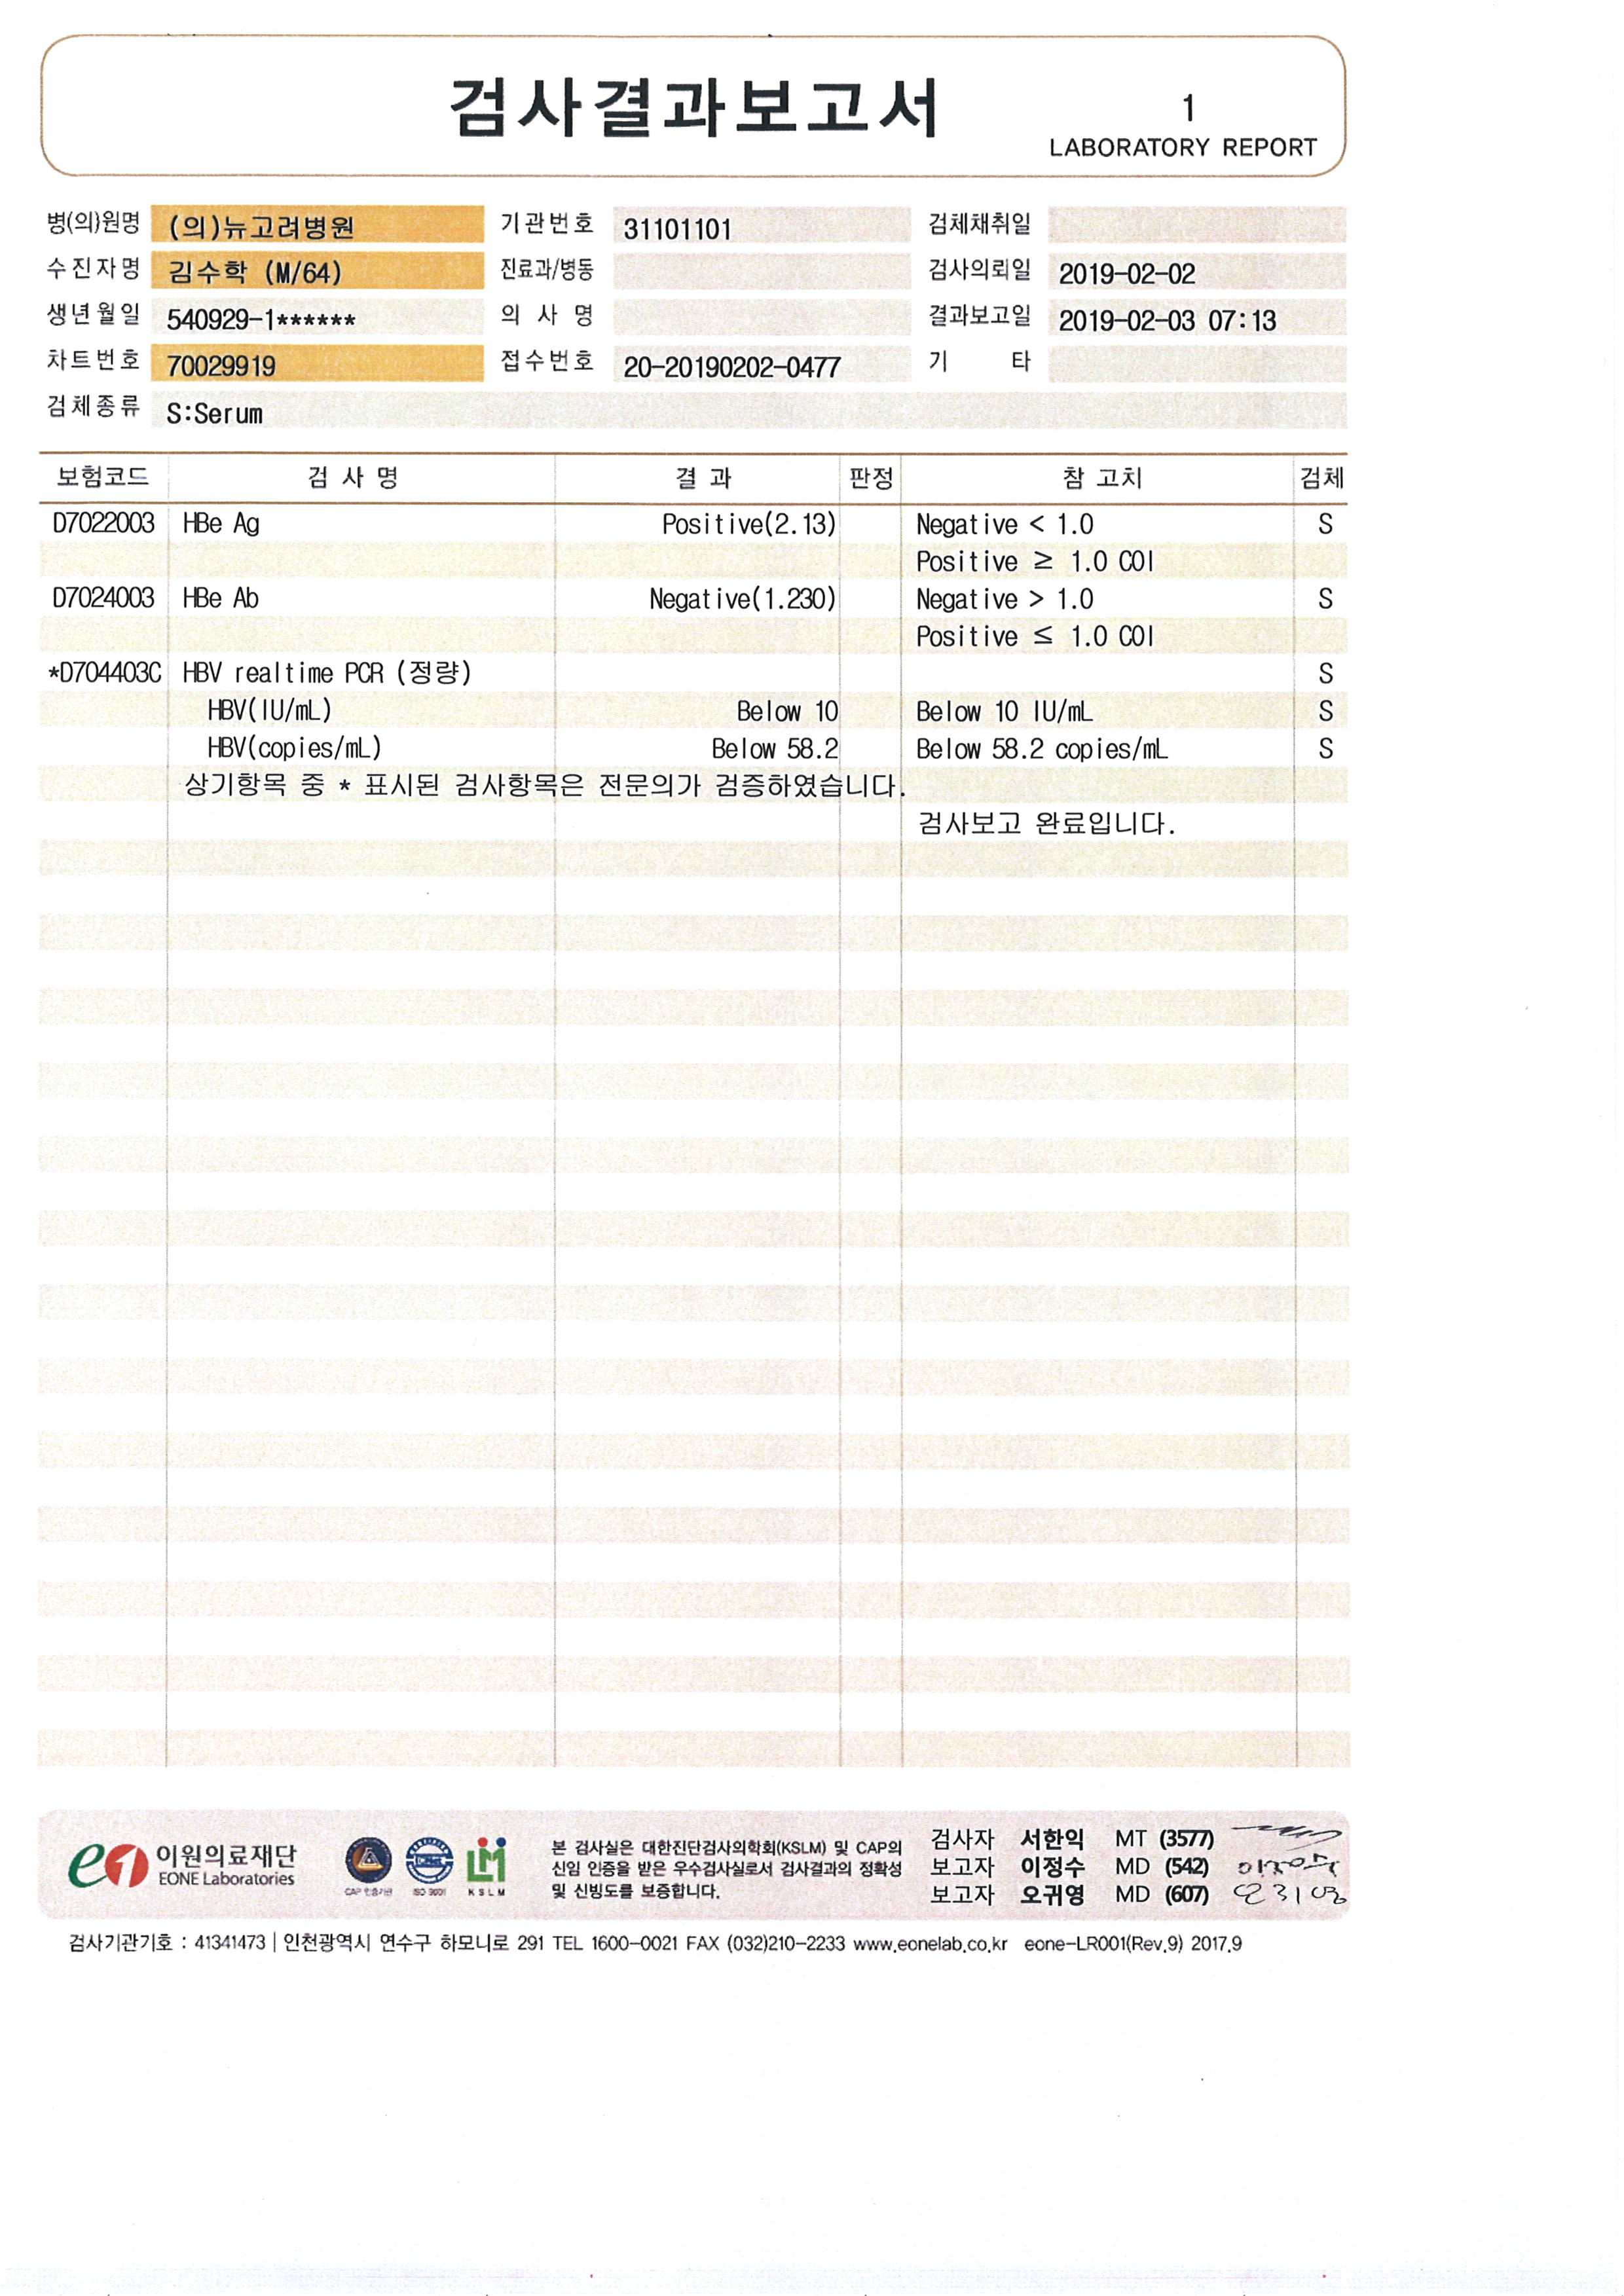 검사결과보고서
1
LABORATORY REPORT
병(의)원명 (의)뉴고려병원 기관번호 31101101 검체채취일
수진자명 김수학 (M/64) 진료과/병동 검사의뢰일 2019-02-02
생년월일 540929-1****** 의 사 명 결과보고일 2019-02-03 07:13
차트번호 70029919 접수번호 20-20190202-0477 기 타
검체종류 S:Serum
보험코드 검 사 명 결 과 판정 참 고치 검체
D7022003 HBe Ag Positive(2.13) Negative < 1.0 S
Positive ≥ 1.0 COI
D7024003 HBe Ab Negative(1.230) Negative > 1.0 S
Positive ≤ 1.0 COI
*D704403C HBV realtime PCR (정량) S
HBV(IU/mL) Below 10 Below 10 IU/mL S
HBV(copies/mL) Below 58.2 Below 58.2 copies/mL S
상기항목 중 * 표시된 검사항목은 전문의가 검증하였습니다.
검사보고 완료입니다.
e1 이원의료재단
EONE Laboratories
CAP 인증기관 ISO 9001 KSLM
본 검사실은 대한진단검사의학회(KSLM) 및 CAP의
신임 인증을 받은 우수검사실로서 검사결과의 정확성
및 신빙도를 보증합니다.
검사자 서한익 MT (3577)
보고자 이정수 MD (542) 이정수
보고자 오귀영 MD (607)
검사기관기호 : 41341473 | 인천광역시 연수구 하모니로 291 TEL 1600-0021 FAX (032)210-2233 www.eonelab.co.kr eone-LR001(Rev.9) 2017.9